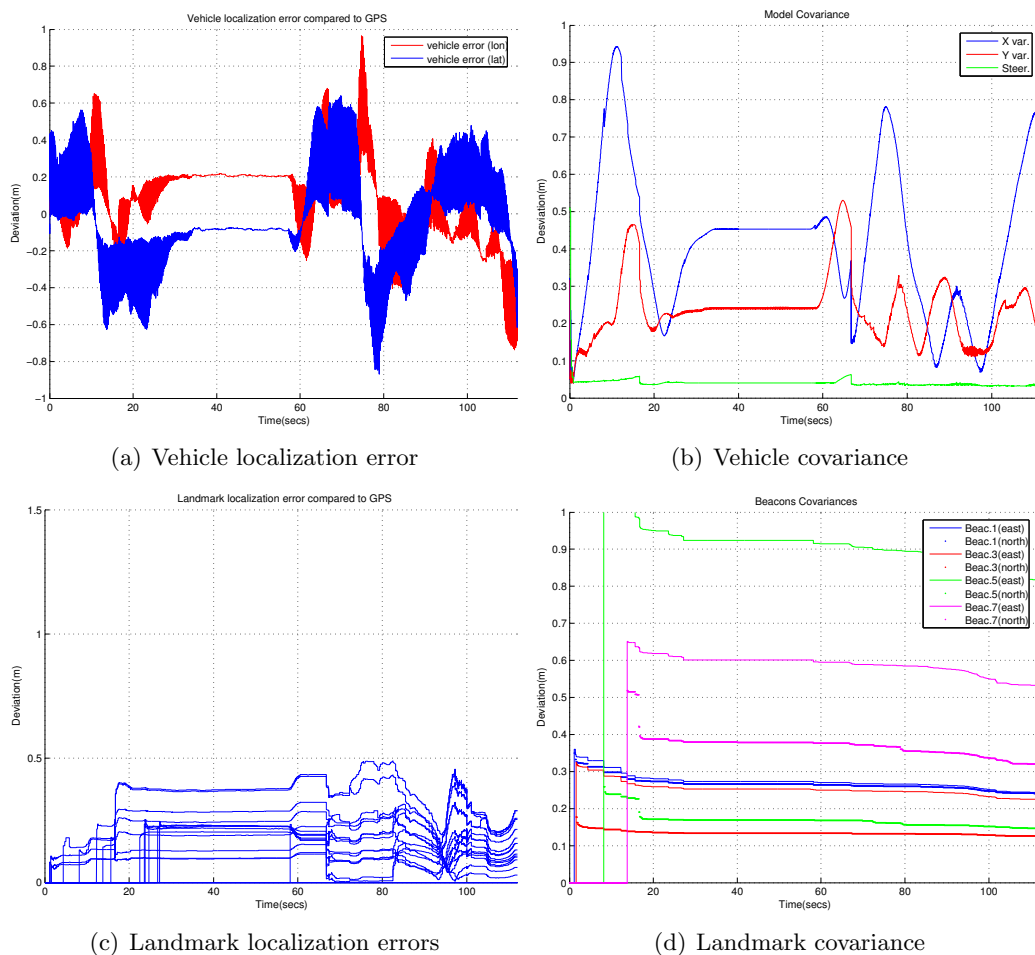 Vehicle localization error compared to GPS
vehicle error (lon)
vehicle error (lat)
1
0.8
0.6
0.4
0.2
0
−0.2
−0.4
−0.6
−0.8
−1
Deviation(m)
0 20 40 60 80 100
Time(secs)
(a) Vehicle localization error
Model Covariance
X var.
Y var.
Steer.
1
0.9
0.8
0.7
0.6
0.5
0.4
0.3
0.2
0.1
0
Desviation(m)
0 20 40 60 80 100
Time(secs)
(b) Vehicle covariance
Landmark localization error compared to GPS
1.5
1
0.5
0
Deviation(m)
0 20 40 60 80 100
Time(secs)
(c) Landmark localization errors
Beacons Covariances
Beac.1(east)
Beac.1(north)
Beac.3(east)
Beac.3(north)
Beac.5(east)
Beac.5(north)
Beac.7(east)
Beac.7(north)
1
0.9
0.8
0.7
0.6
0.5
0.4
0.3
0.2
0.1
0
Deviation(m)
0 20 40 60 80 100
Time(secs)
(d) Landmark covariance